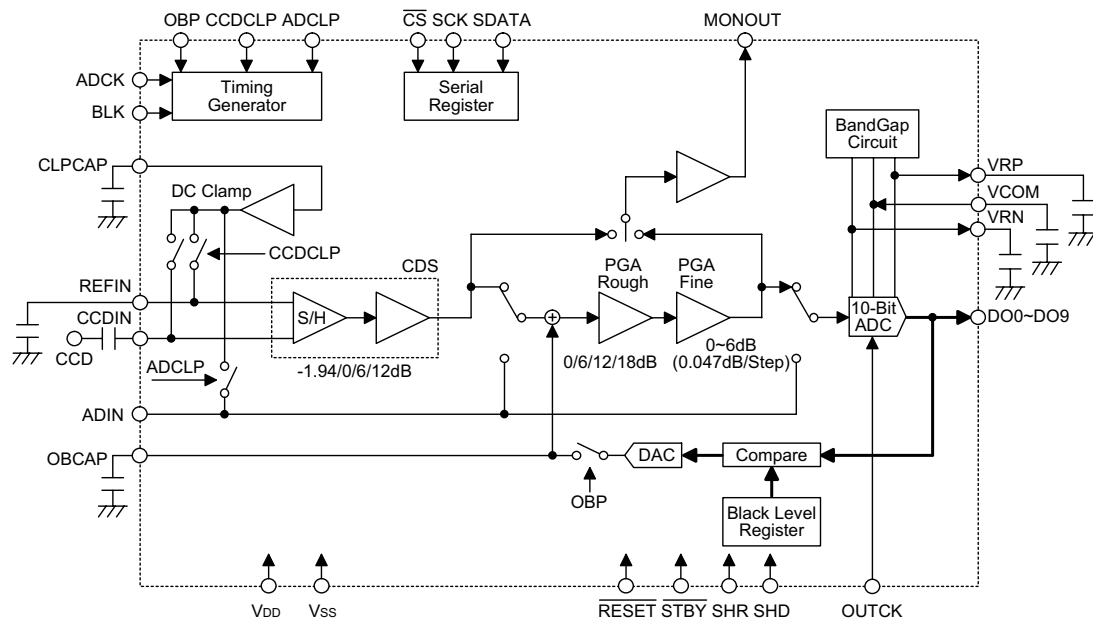 OBP CCDCLP ADCLP
CS SCK SDATA
MONOUT
ADCK
BLK
Timing
Generator
Serial
Register
BandGap
Circuit
CLPCAP
DC Clamp
VRP
VCOM
VRN
CCDCLP
CDS
REFIN
CCDIN
CCD
S/H
-1.94/0/6/12dB
PGA
Rough
PGA
Fine
0/6/12/18dB
0~6dB
(0.047dB/Step)
10-Bit
ADC
DO0~DO9
ADCLP
ADIN
OBCAP
OBP
DAC
Compare
Black Level
Register
VDD
VSS
RESET STBY SHR SHD
OUTCK